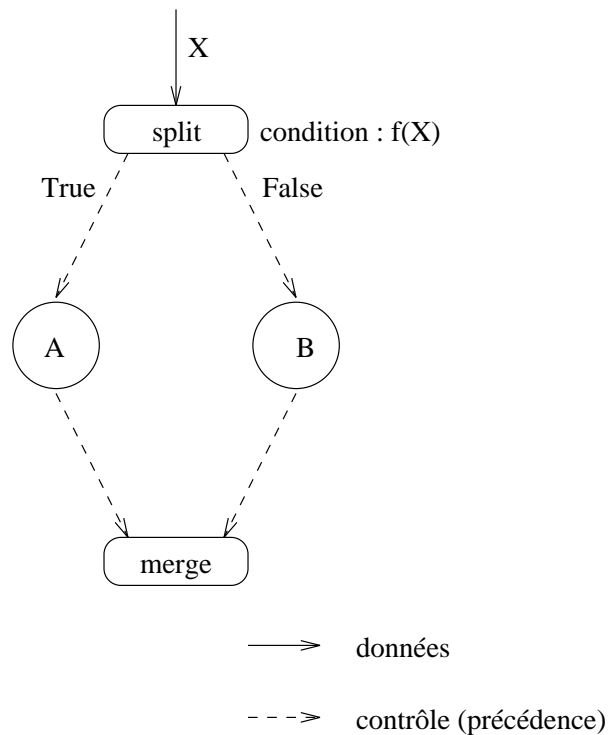 X
split
condition : f(X)
True
False
A
B
merge
données
contrôle (précédence)